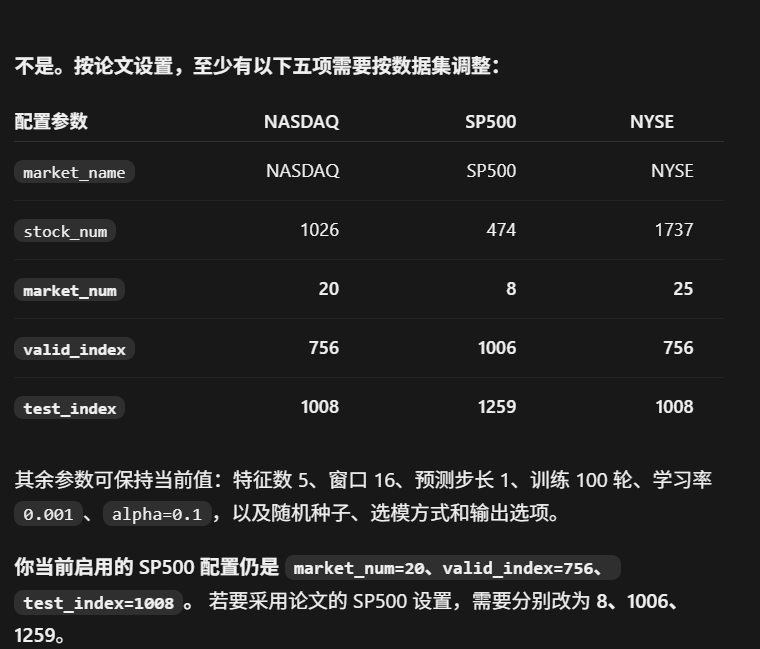 不是。按论文设置，至少有以下五项需要按数据集调整：
配置参数 NASDAQ SP500 NYSE
market_name NASDAQ SP500 NYSE
stock_num 1026 474 1737
market_num 20 8 25
valid_index 756 1006 756
test_index 1008 1259 1008
其余参数可保持当前值：特征数 5、窗口 16、预测步长 1、训练 100 轮、学习率
0.001、alpha=0.1，以及随机种子、选模方式和输出选项。
你当前启用的 SP500 配置仍是 market_num=20、valid_index=756、
test_index=1008。若要采用论文的 SP500 设置，需要分别改为 8、1006、
1259。